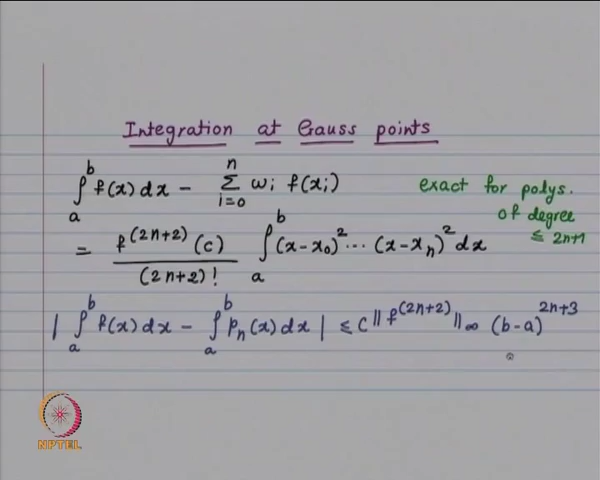 Integration at Gauss points
∫_a^b f(x) dx − Σ_{i=0}^n w_i f(x_i)
exact for polys.
of degree
≤ 2n+1
= f^(2n+2)(c) / (2n+2)! ∫_a^b (x−x_0)^2 ⋯ (x−x_n)^2 dx
| ∫_a^b f(x) dx − ∫_a^b p_n(x) dx | ≤ C ‖f^(2n+2)‖_∞ (b−a)^{2n+3}
NPTEL